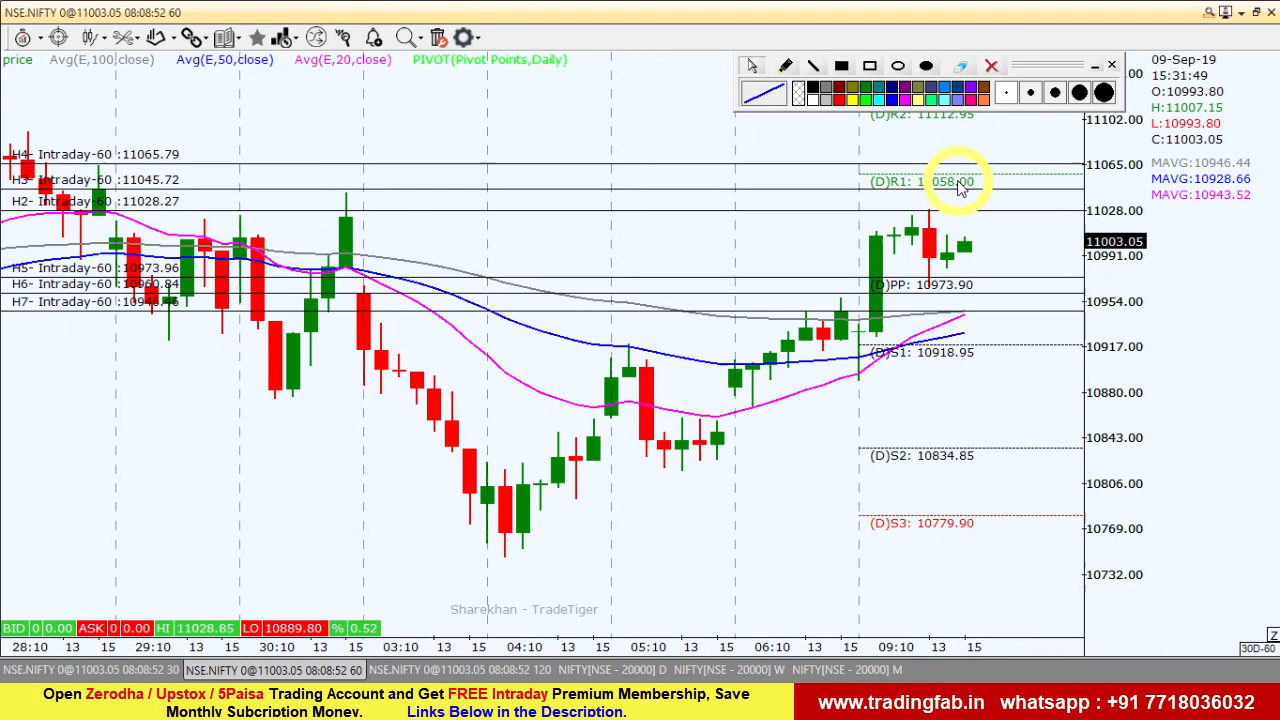 NSE.NIFTY 0@11003.05 08:08:52 60
price Avg(E,100,close) Avg(E,50,close) Avg(E,20,close) PIVOT(Pivot Points,Daily)
09-Sep-19
15:31:49
O:10993.80
H:11007.15
L:10993.80
C:11003.05
MAVG:10946.44
MAVG:10928.66
MAVG:10943.52
(D)R2: 11112.95
H4- Intraday-60 :11065.79
H3- Intraday-60 :11045.72
(D)R1: 11058.00
H2- Intraday-60 :11028.27
H5- Intraday-60 :10973.96
H6- Intraday-60 :10960.84
(D)PP: 10973.90
(D)S1: 10918.95
(D)S2: 10834.85
(D)S3: 10779.90
11102.00
11065.00
11028.00
11003.05
10991.00
10954.00
10917.00
10880.00
10843.00
10806.00
10769.00
10732.00
Sharekhan - TradeTiger
BID 0 0.00 ASK 0 0.00 HI 11028.85 LO 10889.80 % 0.52
28:10 13 15 29:10 13 15 30:10 13 15 03:10 13 15 04:10 13 15 05:10 13 15 06:10 13 15 09:10 13 15
Z
30D-60
NSE.NIFTY 0@11003.05 08:08:52 30 NSE.NIFTY 0@11003.05 08:08:52 60 NSE.NIFTY 0@11003.05 08:08:52 120 NIFTY[NSE - 20000] D NIFTY[NSE - 20000] W NIFTY[NSE - 20000] M
Open Zerodha / Upstox / 5Paisa Trading Account and Get FREE Intraday Premium Membership, Save
Monthly Subcription Money. Links Below in the Description.
www.tradingfab.in whatsapp : +91 7718036032